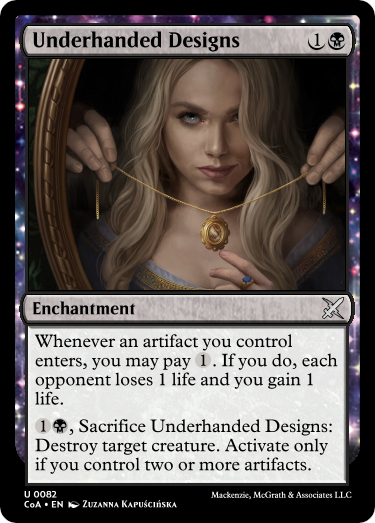 Underhanded Designs 1
Enchantment
Whenever an artifact you control
enters, you may pay 1. If you do, each
opponent loses 1 life and you gain 1
life.
1, Sacrifice Underhanded Designs:
Destroy target creature. Activate only
if you control two or more artifacts.
U 0082
CoA • EN ZUZANNA KAPUŚCIŃSKA
Mackenzie, McGrath & Associates LLC